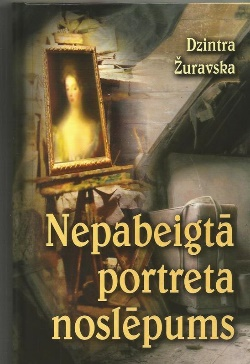 Dzintra
Žuravska
Nepabeigtā
portreta
noslēpums